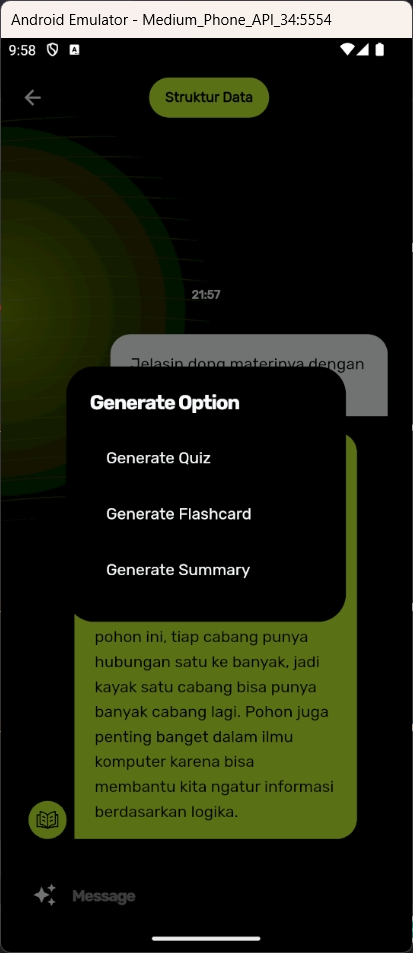 Android Emulator - Medium_Phone_API_34:5554
9:58
A
Struktur Data
21:57
Jelasin dong materinya dengan
Generate Option
Generate Quiz
Generate Flashcard
Generate Summary
pohon ini, tiap cabang punya
hubungan satu ke banyak, jadi
kayak satu cabang bisa punya
banyak cabang lagi. Pohon juga
penting banget dalam ilmu
komputer karena bisa
membantu kita ngatur informasi
berdasarkan logika.
Message